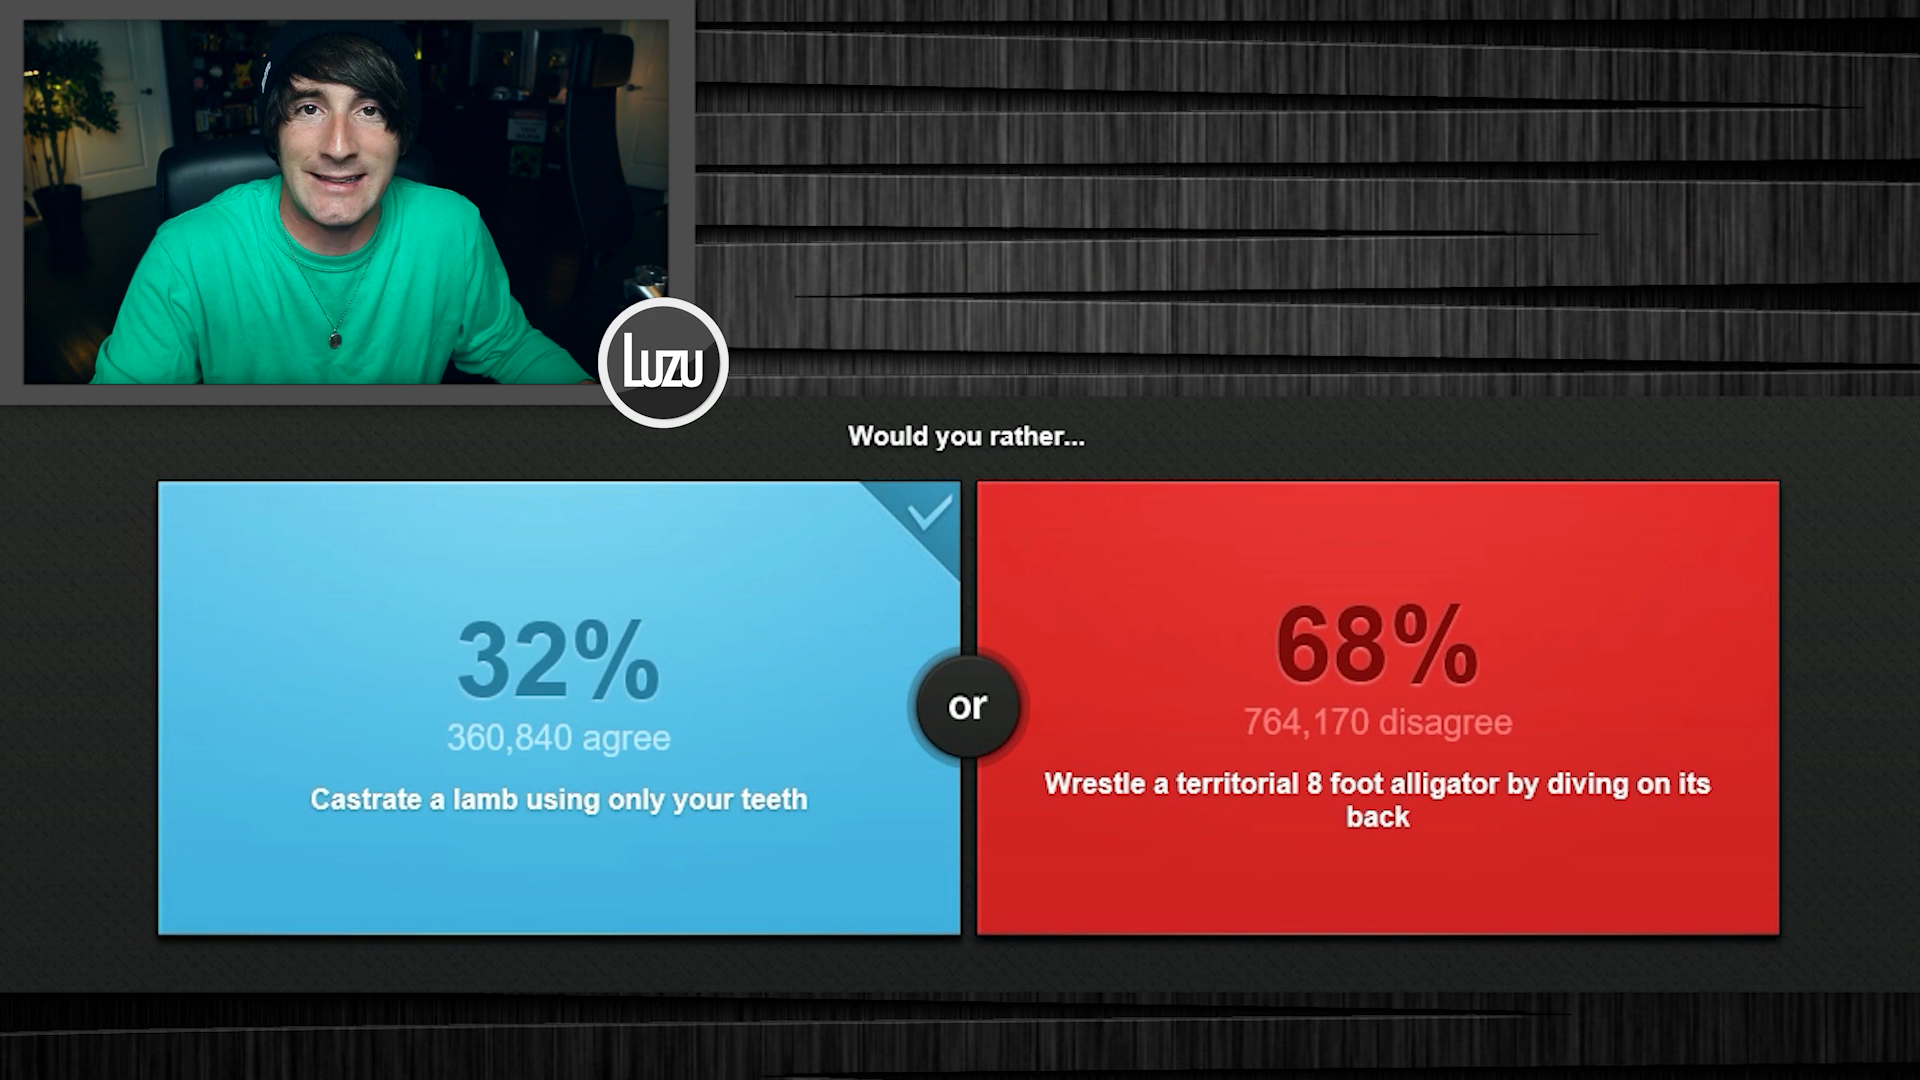 Luzu
Would you rather...
32%
360,840 agree
Castrate a lamb using only your teeth
or
68%
764,170 disagree
Wrestle a territorial 8 foot alligator by diving on its
back